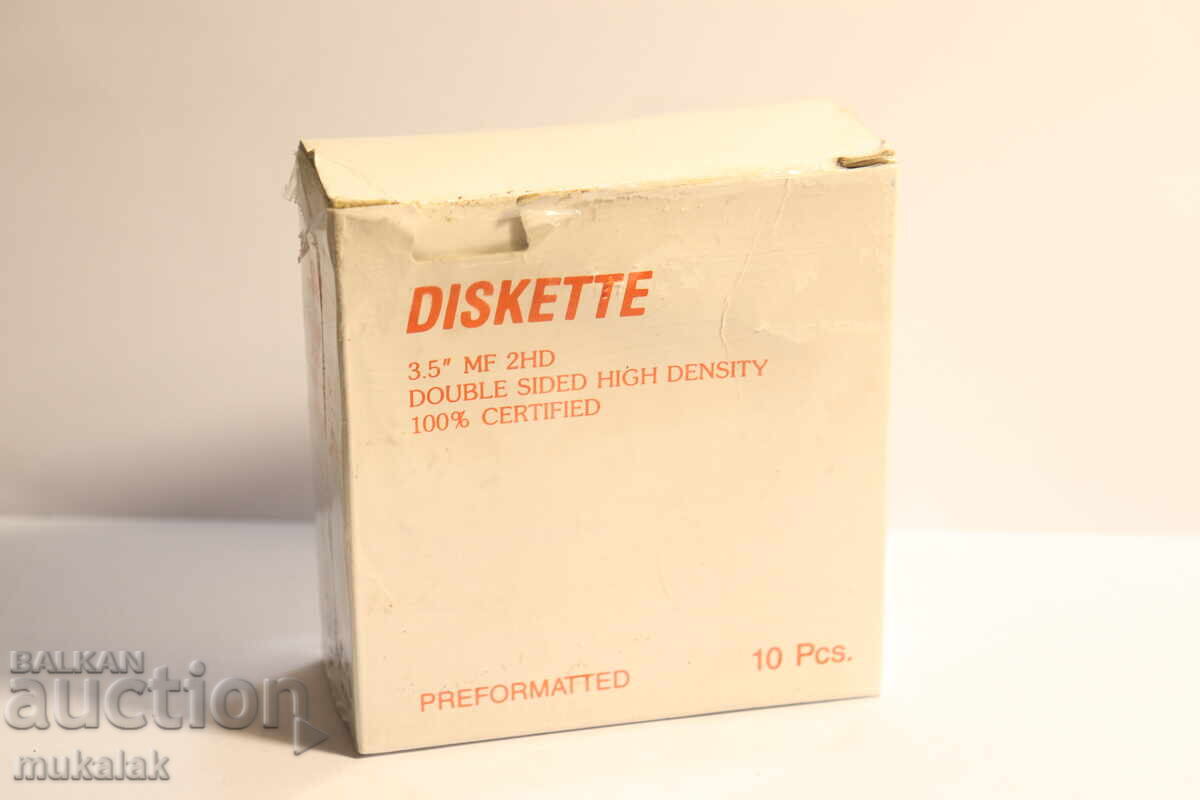 DISKETTE
3.5" MF 2HD
DOUBLE SIDED HIGH DENSITY
100% CERTIFIED
PREFORMATTED
10 Pcs.
BALKAN
auction
mukalak